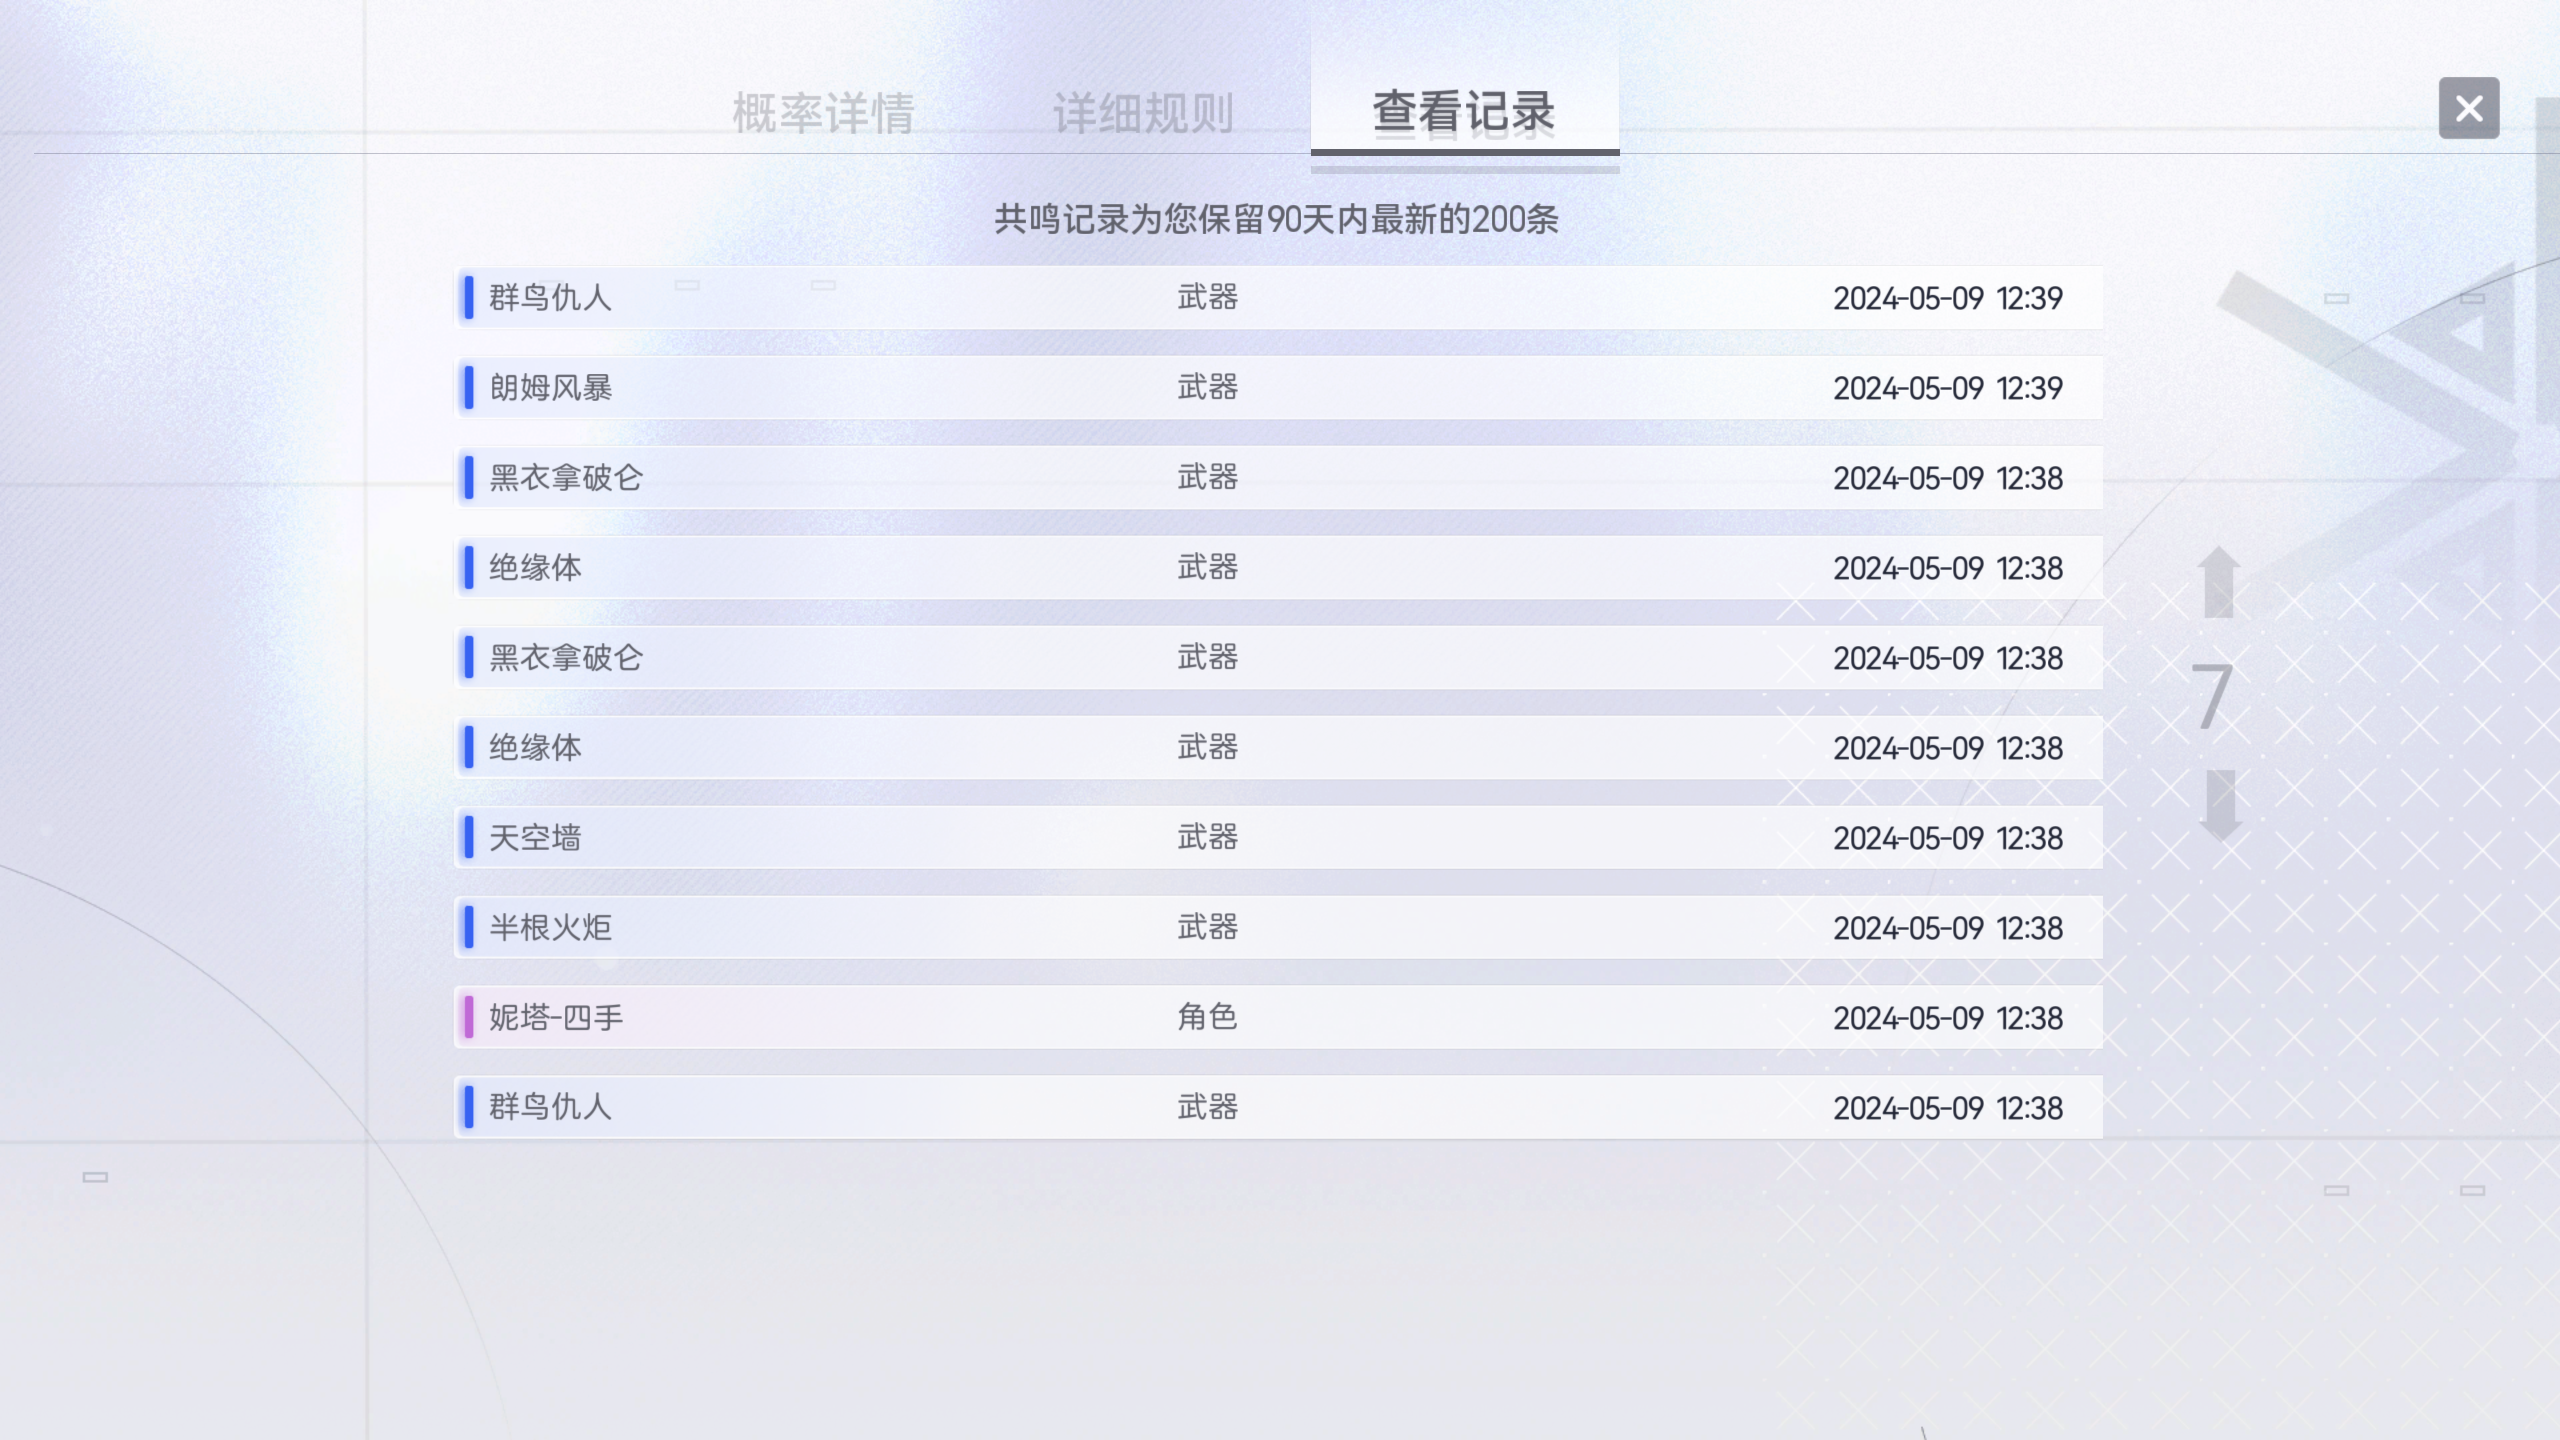 概率详情 详细规则 查看记录
共鸣记录为您保留90天内最新的200条
群鸟仇人 武器 2024-05-09 12:39
朗姆风暴 武器 2024-05-09 12:39
黑衣拿破仑 武器 2024-05-09 12:38
绝缘体 武器 2024-05-09 12:38
黑衣拿破仑 武器 2024-05-09 12:38
绝缘体 武器 2024-05-09 12:38
天空墙 武器 2024-05-09 12:38
半根火炬 武器 2024-05-09 12:38
妮塔-四手 角色 2024-05-09 12:38
群鸟仇人 武器 2024-05-09 12:38
7